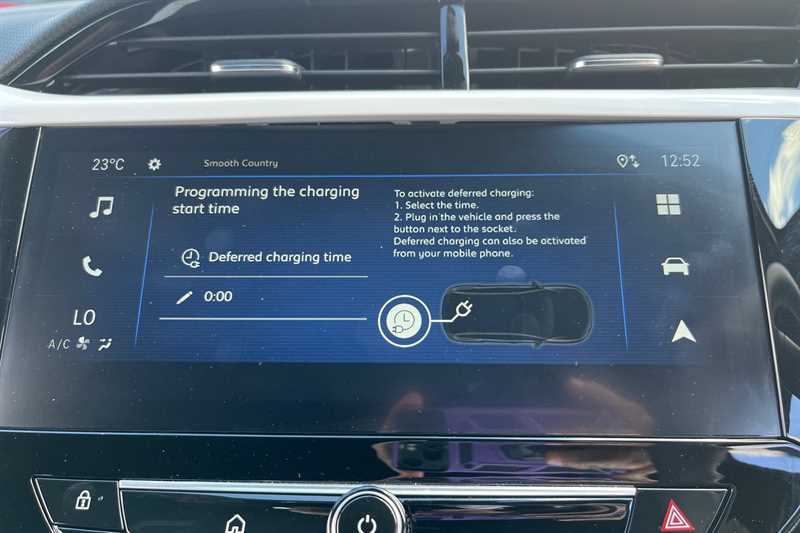 23°C
Smooth Country
12:52
Programming the charging
start time
Deferred charging time
0:00
To activate deferred charging:
1. Select the time.
2. Plug in the vehicle and press the
button next to the socket.
Deferred charging can also be activated
from your mobile phone.
LO
A/C